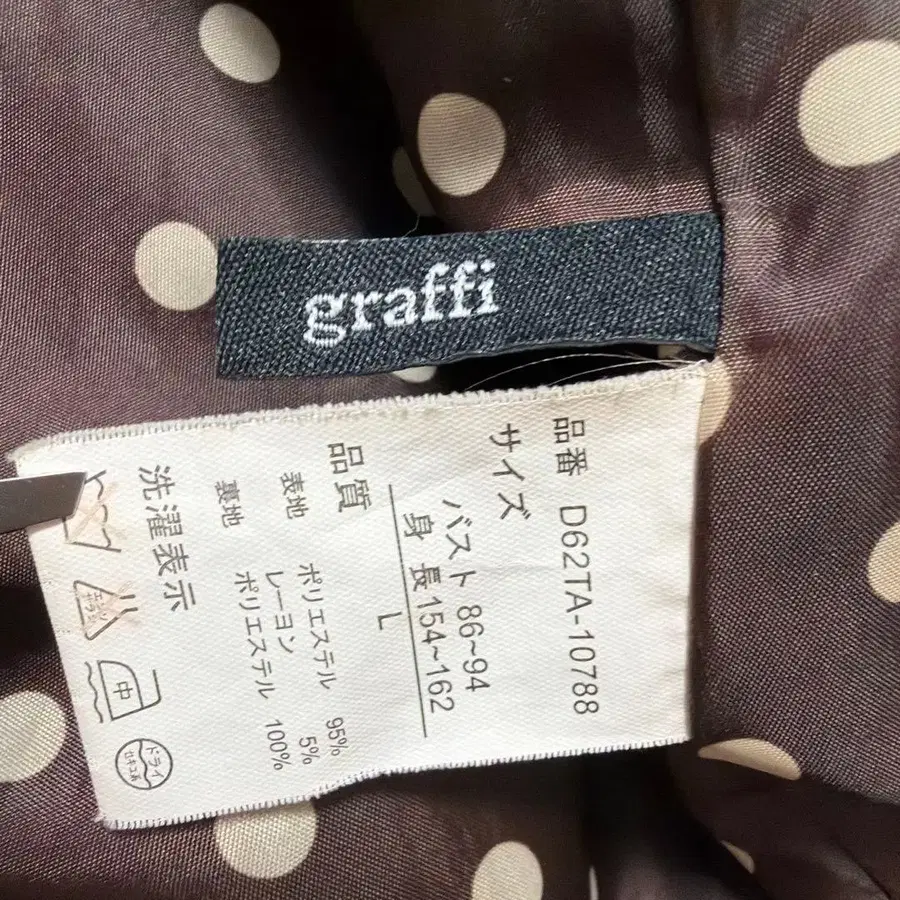 graffi
品番 D62TA-10788
サイズ
バスト 86~94
身 長 154~162
L
品質
表地 ポリエステル 95%
レーヨン 5%
裏地 ポリエステル 100%
洗濯表示
中
ドライ